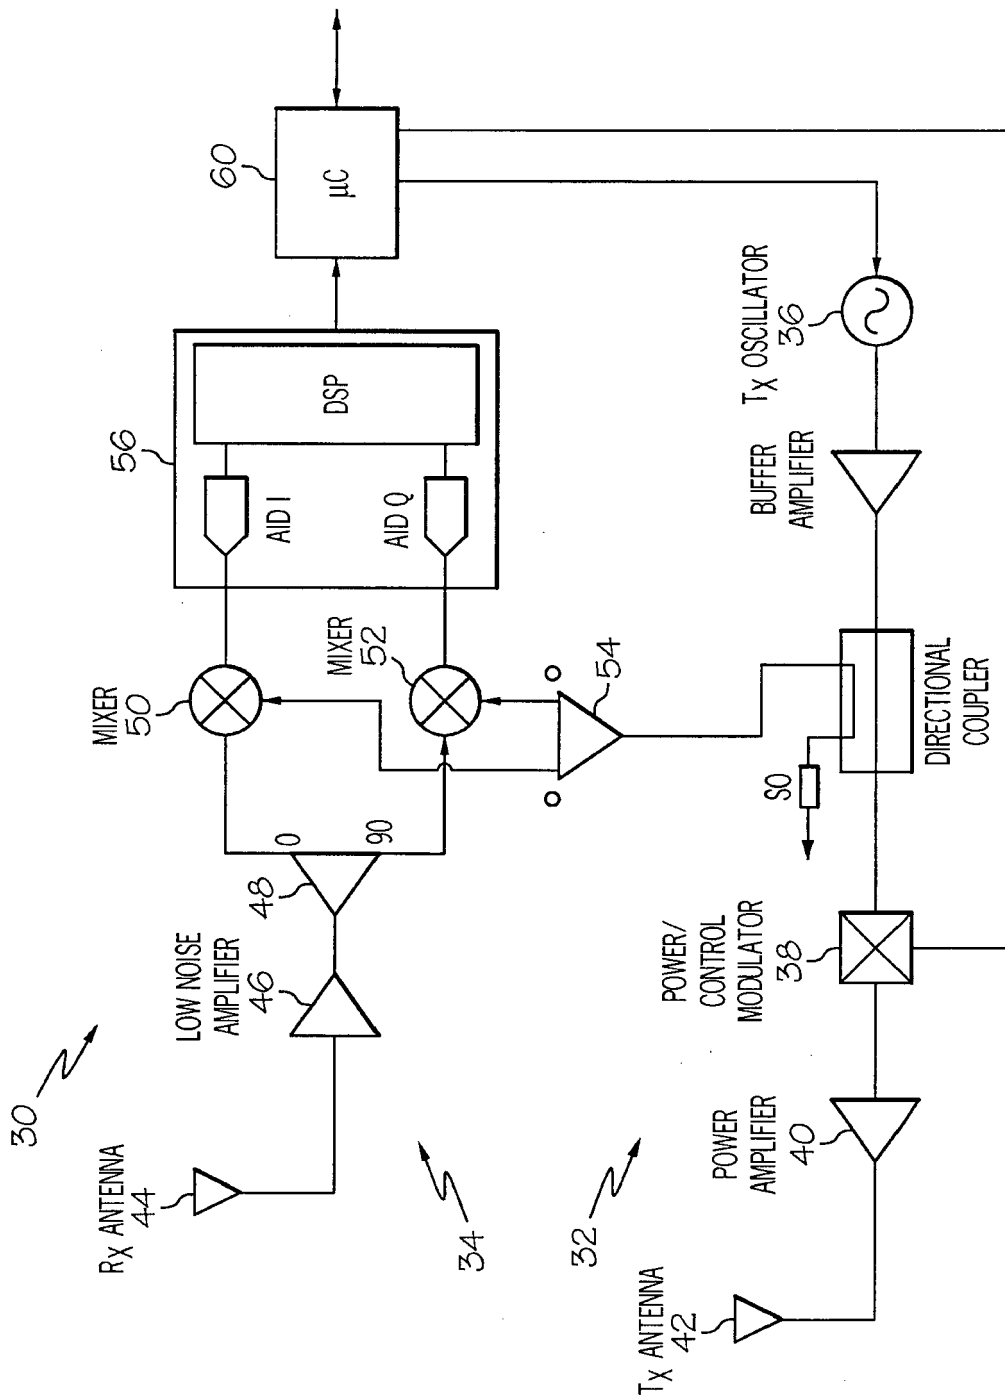 30
RX ANTENNA
44
LOW NOISE
AMPLIFIER
46
48
0
90
MIXER
50
MIXER
52
56
AID I
AID Q
DSP
60
µC
34
32
0
0
54
TX ANTENNA
42
POWER
AMPLIFIER
40
POWER/
CONTROL
MODULATOR
38
SO
DIRECTIONAL
COUPLER
BUFFER
AMPLIFIER
TX OSCILLATOR
36